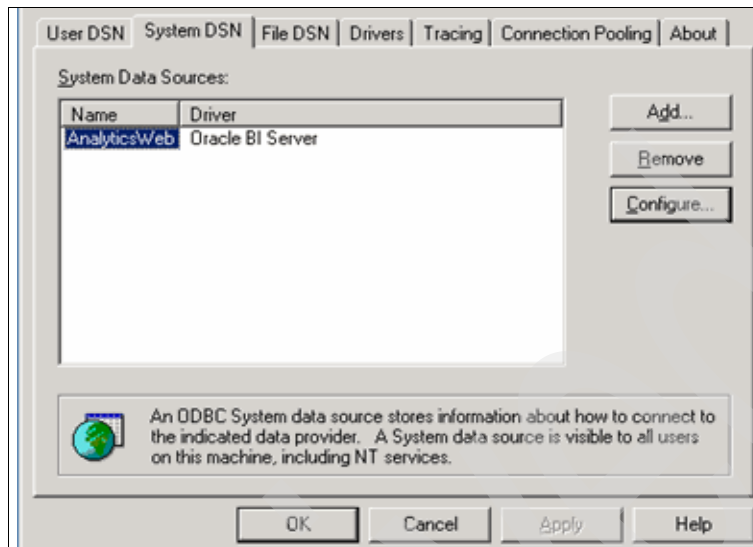 User DSN System DSN File DSN Drivers Tracing Connection Pooling About
System Data Sources:
Name Driver
AnalyticsWeb Oracle BI Server
Add...
Remove
Configure...
An ODBC System data source stores information about how to connect to
the indicated data provider. A System data source is visible to all users
on this machine, including NT services.
OK Cancel Apply Help